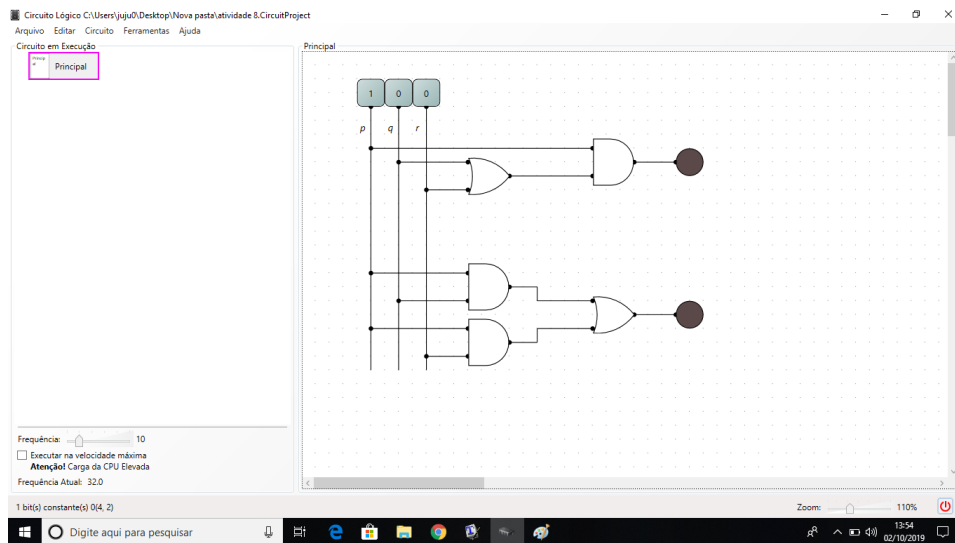 Circuito Lógico C:\Users\juju0\Desktop\Nova pasta\atividade 8.CircuitProject
Arquivo Editar Circuito Ferramentas Ajuda
Circuito em Execução
Principal
Principal
Princip
al
1 0 0
p q r
Frequência: 10
Executar na velocidade máxima
Atenção! Carga da CPU Elevada
Frequência Atual: 32.0
1 bit(s) constante(s) 0(4, 2)
Zoom: 110%
Digite aqui para pesquisar
13:54
02/10/2019